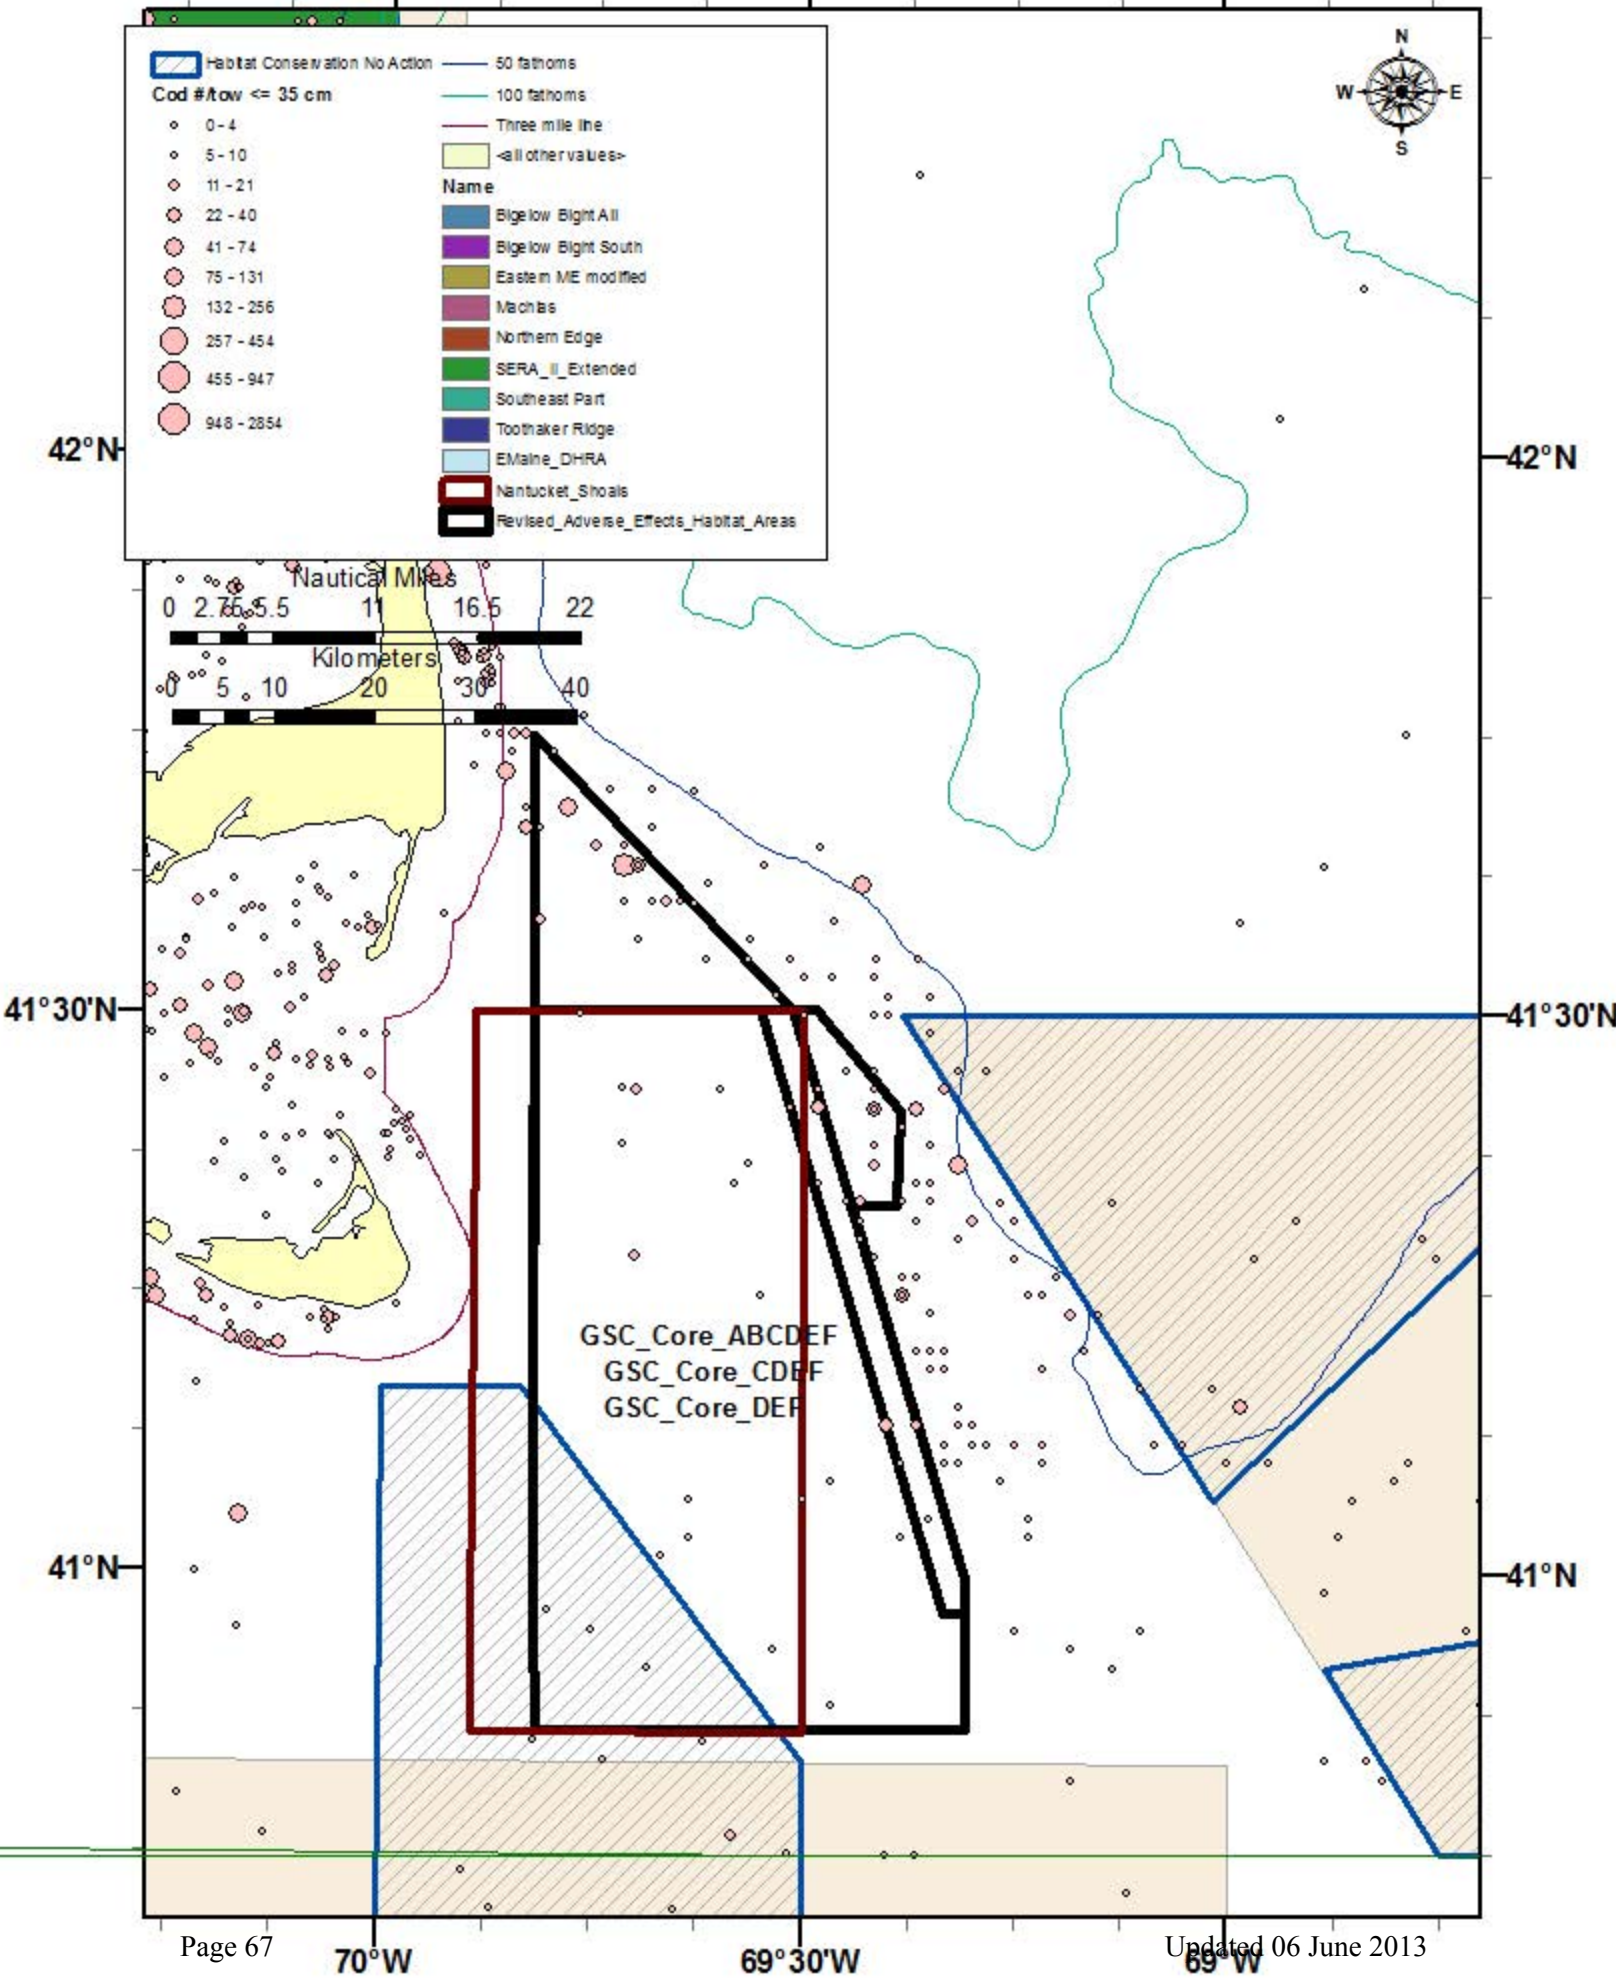 Habitat Conservation No Action
Cod #/tow <= 35 cm
0 - 4
5 - 10
11 - 21
22 - 40
41 - 74
75 - 131
132 - 256
257 - 454
455 - 947
948 - 2854
50 fathoms
100 fathoms
Three mile line
<all other values>
Name
Bigelow Bight All
Bigelow Bight South
Eastern ME modified
Machias
Northern Edge
SERA_II_Extended
Southeast Part
Toothaker Ridge
EMaine_DHRA
Nantucket_Shoals
Revised_Adverse_Effects_Habitat_Areas
N
W E
S
42°N 42°N
Nautical Miles
0 2.75 5.5 11 16.5 22
Kilometers
0 5 10 20 30 40
41°30'N 41°30'N
GSC_Core_ABCDEF
GSC_Core_CDEF
GSC_Core_DEF
41°N 41°N
Page 67 Updated 06 June 2013
70°W 69°30'W 69°W